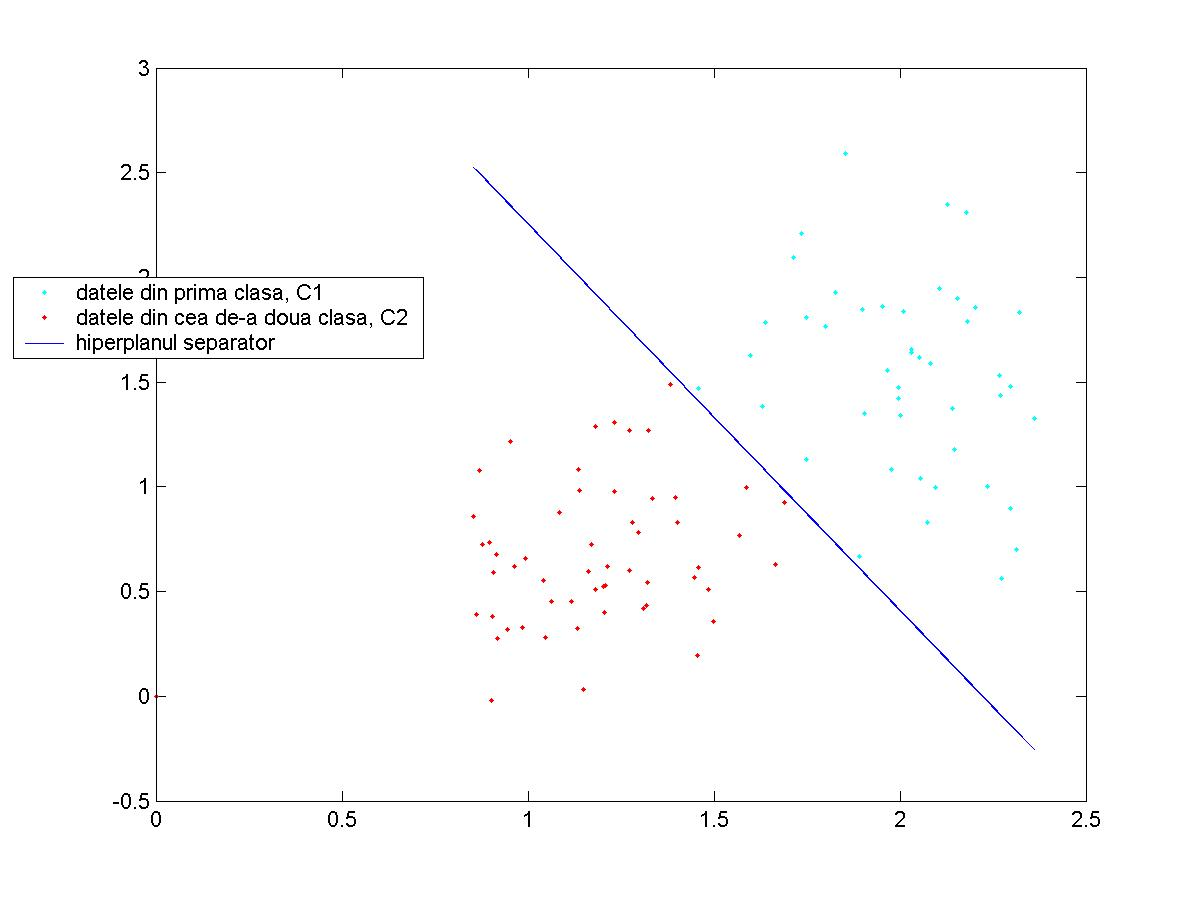 3
2.5
2
datele din prima clasa, C1
datele din cea de-a doua clasa, C2
hiperplanul separator
1.5
1
0.5
0
-0.5
0 0.5 1 1.5 2 2.5